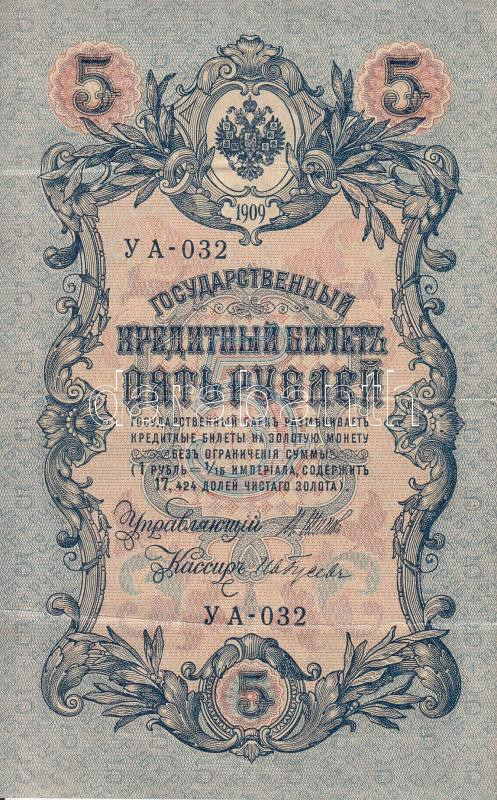 5 5
1909
УА-032
ГОСУДАРСТВЕННЫЙ
КРЕДИТНЫЙ БИЛЕТЪ
ПЯТЬ РУБЛЕЙ
darabanth
ГОСУДАРСТВЕННЫЙ БАНКЪ РАЗМѢНИВАЕТЪ
КРЕДИТНЫЕ БИЛЕТЫ НА ЗОЛОТУЮ МОНЕТУ
БЕЗЪ ОГРАНИЧЕНІЯ СУММЫ
(1 РУБЛЬ = 1/15 ИМПЕРІАЛА, СОДЕРЖИТЪ
17,424 ДОЛЕЙ ЧИСТАГО ЗОЛОТА).
Управляющій
Кассиръ
УА-032
5